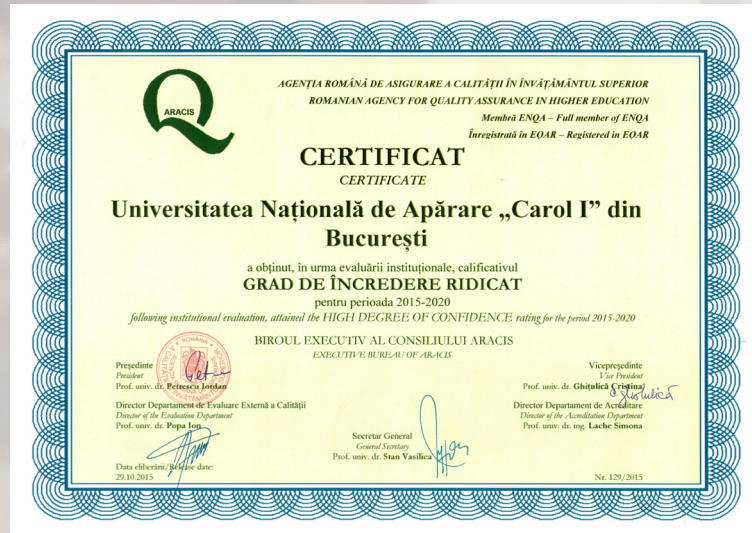 ARACIS
AGENȚIA ROMÂNĂ DE ASIGURARE A CALITĂȚII ÎN ÎNVĂȚĂMÂNTUL SUPERIOR
ROMANIAN AGENCY FOR QUALITY ASSURANCE IN HIGHER EDUCATION
Membră ENQA – Full member of ENQA
Înregistrată în EQAR – Registered in EQAR
CERTIFICAT
CERTIFICATE
Universitatea Națională de Apărare „Carol I” din
București
a obținut, în urma evaluării instituționale, calificativul
GRAD DE ÎNCREDERE RIDICAT
pentru perioada 2015-2020
following institutional evaluation, attained the HIGH DEGREE OF CONFIDENCE rating for the period 2015-2020
BIROUL EXECUTIV AL CONSILIULUI ARACIS
EXECUTIVE BUREAU OF ARACIS
ROMÂNIA
Președinte
President
Prof. univ. dr. Petrescu Iordan
Vicepreședinte
Vice President
Prof. univ. dr. Ghițulică Cristina
Director Departament de Evaluare Externă a Calității
Director of the Evaluation Department
Prof. univ. dr. Popa Ion
Director Departament de Acreditare
Director of the Accreditation Department
Prof. univ. dr. ing. Lache Simona
Secretar General
General Secretary
Prof. univ. dr. Stan Vasilica
Data eliberării/Release date:
29.10.2015
Nr. 129/2015